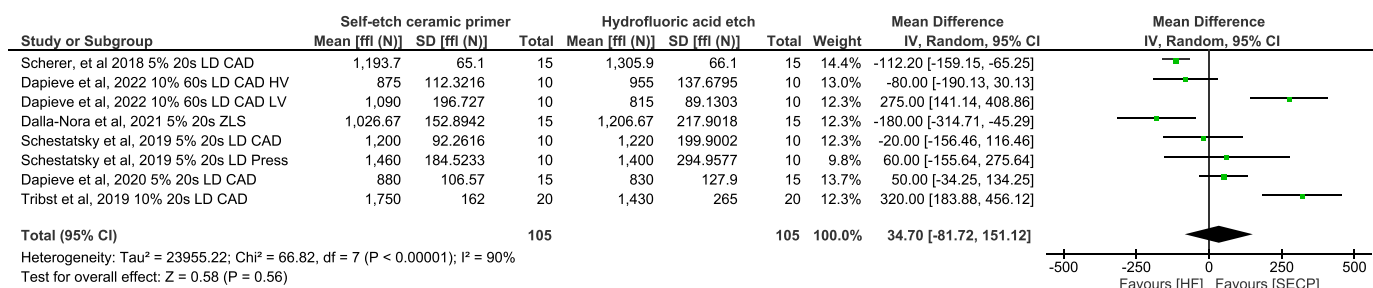 Self-etch ceramic primer Hydrofluoric acid etch Mean Difference Mean Difference
Study or Subgroup Mean [ffl (N)] SD [ffl (N)] Total Mean [ffl (N)] SD [ffl (N)] Total Weight IV, Random, 95% CI IV, Random, 95% CI
Scherer, et al 2018 5% 20s LD CAD 1,193.7 65.1 15 1,305.9 66.1 15 14.4% -112.20 [-159.15, -65.25]
Dapieve et al, 2022 10% 60s LD CAD HV 875 112.3216 10 955 137.6795 10 13.0% -80.00 [-190.13, 30.13]
Dapieve et al, 2022 10% 60s LD CAD LV 1,090 196.727 10 815 89.1303 10 12.3% 275.00 [141.14, 408.86]
Dalla-Nora et al, 2021 5% 20s ZLS 1,026.67 152.8942 15 1,206.67 217.9018 15 12.3% -180.00 [-314.71, -45.29]
Schestatsky et al, 2019 5% 20s LD CAD 1,200 92.2616 10 1,220 199.9002 10 12.3% -20.00 [-156.46, 116.46]
Schestatsky et al, 2019 5% 20s LD Press 1,460 184.5233 10 1,400 294.9577 10 9.8% 60.00 [-155.64, 275.64]
Dapieve et al, 2020 5% 20s LD CAD 880 106.57 15 830 127.9 15 13.7% 50.00 [-34.25, 134.25]
Tribst et al, 2019 10% 20s LD CAD 1,750 162 20 1,430 265 20 12.3% 320.00 [183.88, 456.12]
Total (95% CI) 105 105 100.0% 34.70 [-81.72, 151.12]
Heterogeneity: Tau² = 23955.22; Chi² = 66.82, df = 7 (P < 0.00001); I² = 90%
Test for overall effect: Z = 0.58 (P = 0.56)
-500 -250 0 250 500
Favours [HF] Favours [SECP]